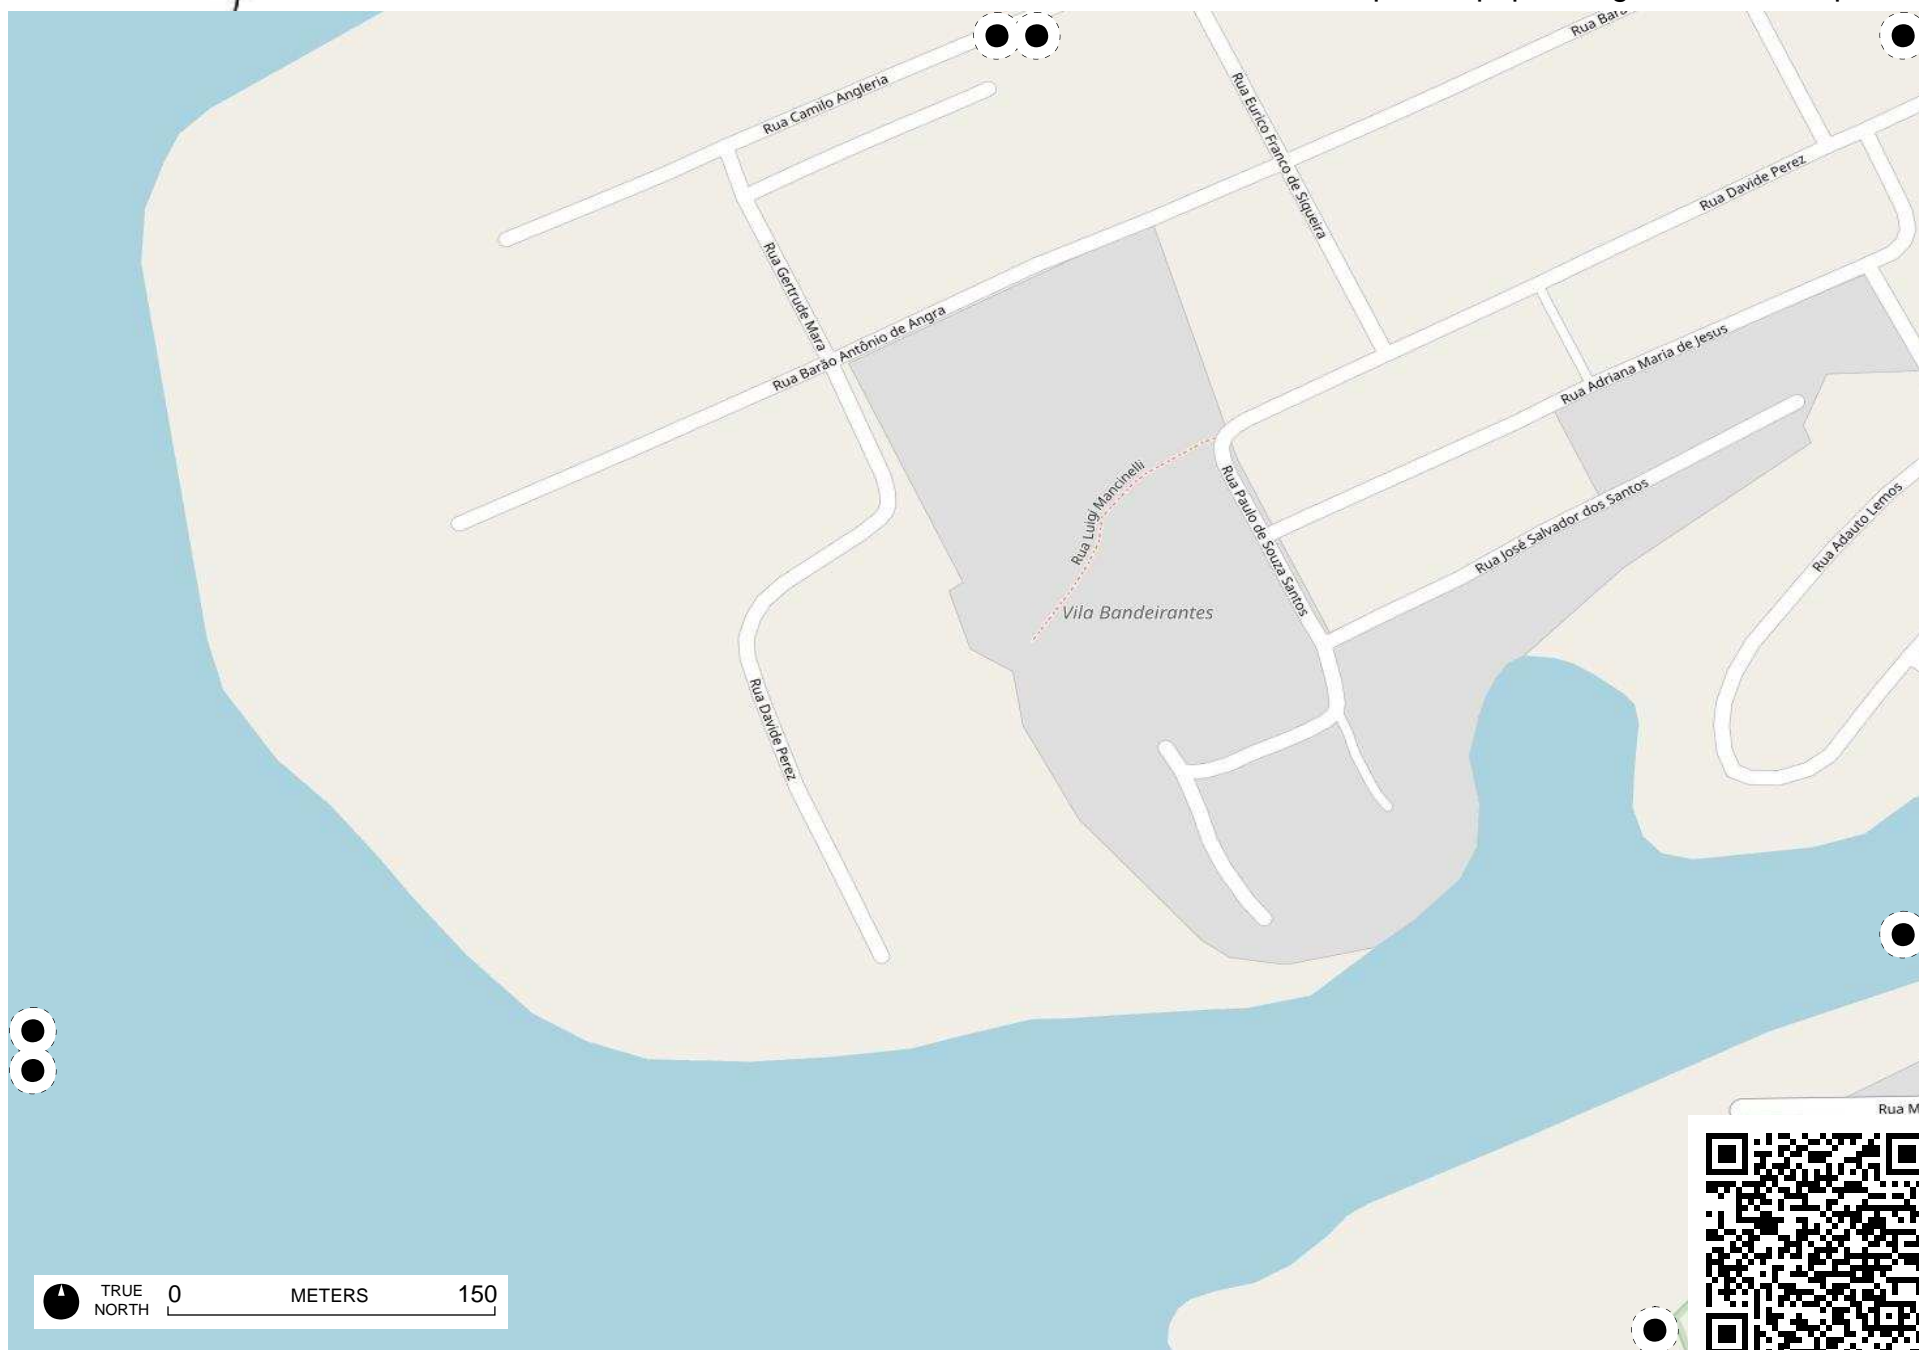 Rua Camilo Angleria
Rua Eurico Franco de Siqueira
Rua Davide Perez
Rua Gertrude Mara
Rua Barão Antônio de Angra
Rua Adriana Maria de Jesus
Rua Luigi Mancinelli
Rua Paulo de Souza Santos
Rua José Salvador dos Santos
Rua Adauto Lemos
Vila Bandeirantes
Rua Davide Perez
Rua M
TRUE NORTH
0 METERS 150